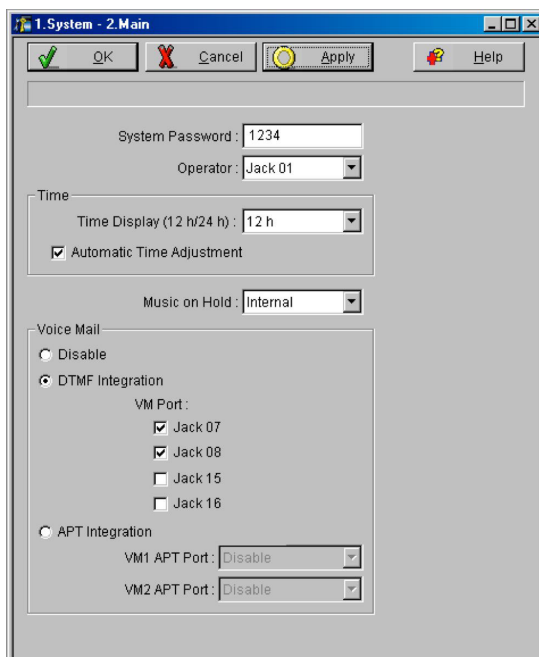 1.System - 2.Main
OK Cancel Apply Help
System Password : 1234
Operator : Jack 01
Time
Time Display (12 h/24 h) : 12 h
Automatic Time Adjustment
Music on Hold : Internal
Voice Mail
Disable
DTMF Integration
VM Port :
Jack 07
Jack 08
Jack 15
Jack 16
APT Integration
VM1 APT Port : Disable
VM2 APT Port : Disable